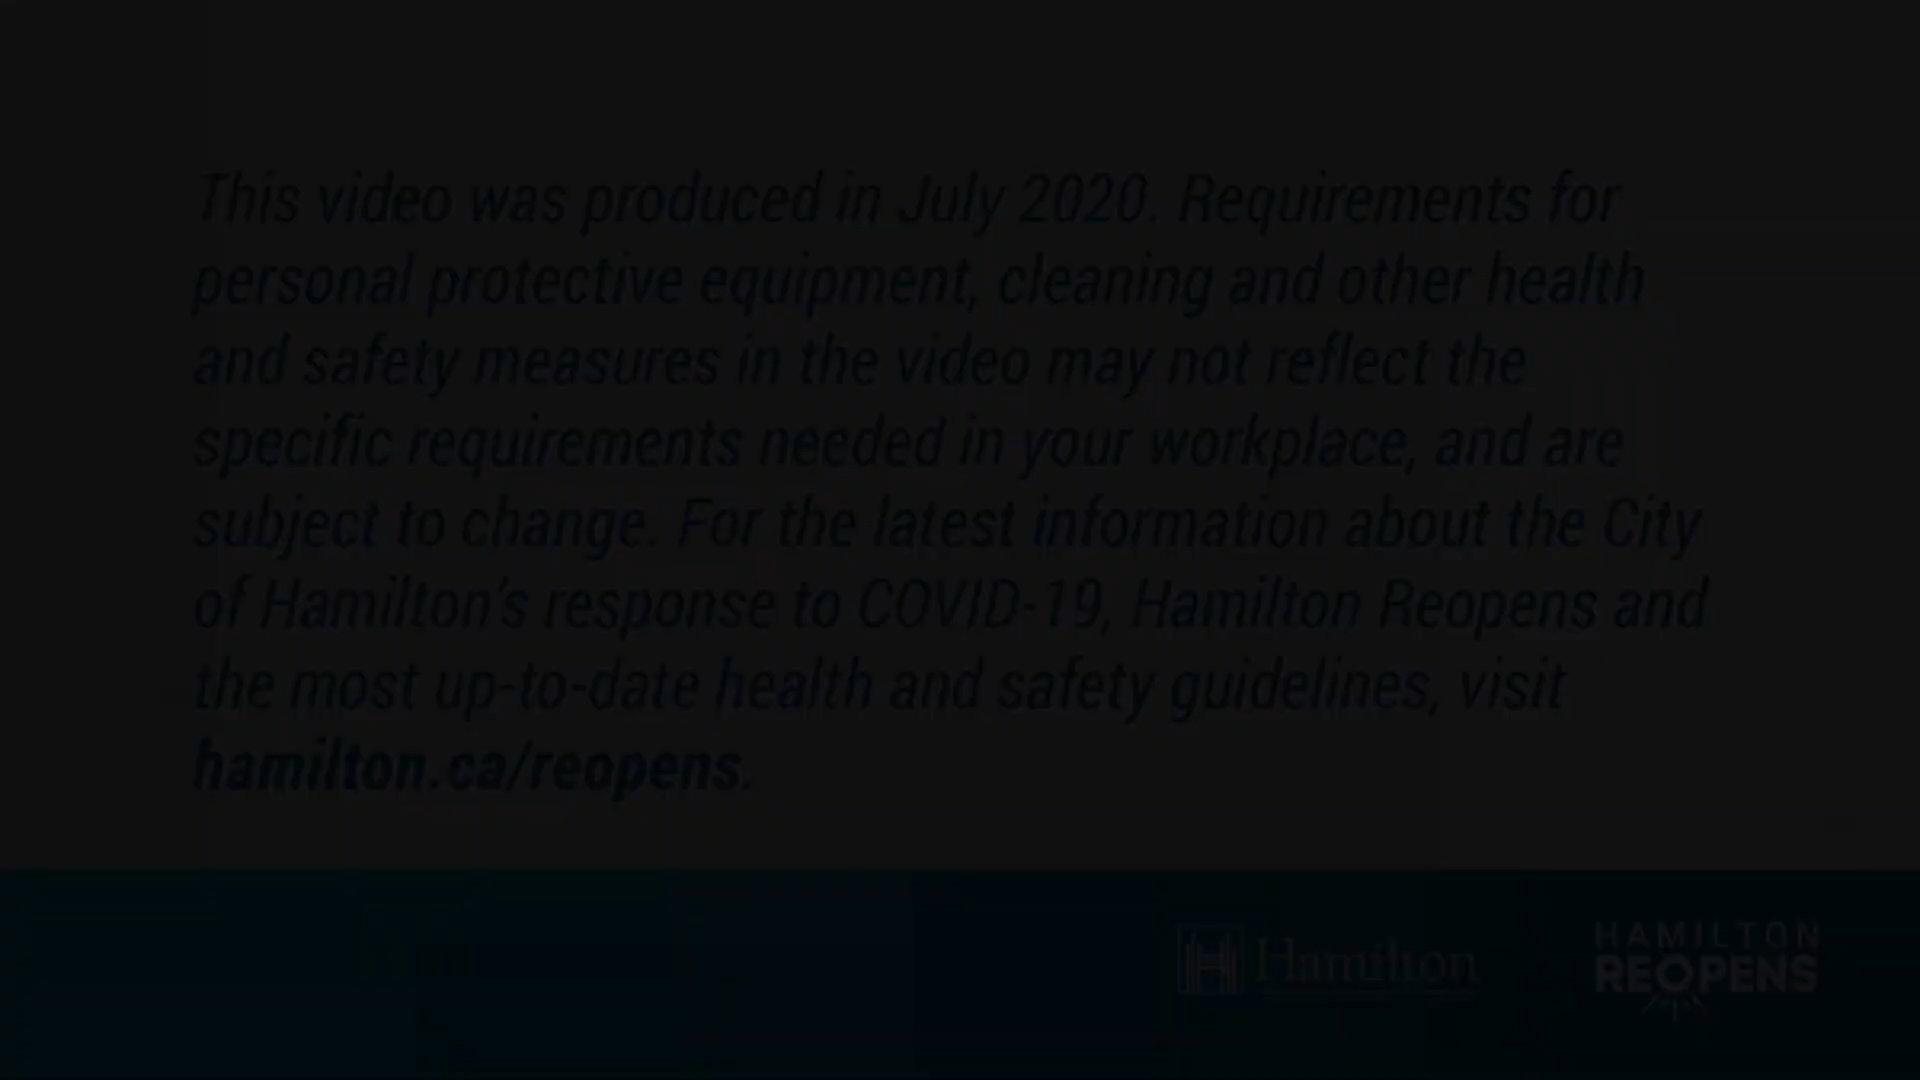 This video was produced in July 2020. Requirements for
personal protective equipment, cleaning and other health
and safety measures in the video may not reflect the
specific requirements needed in your workplace, and are
subject to change. For the latest information about the City
of Hamilton's response to COVID-19, Hamilton Reopens and
the most up-to-date health and safety guidelines, visit
hamilton.ca/reopens.
Hamilton
HAMILTON
REOPENS